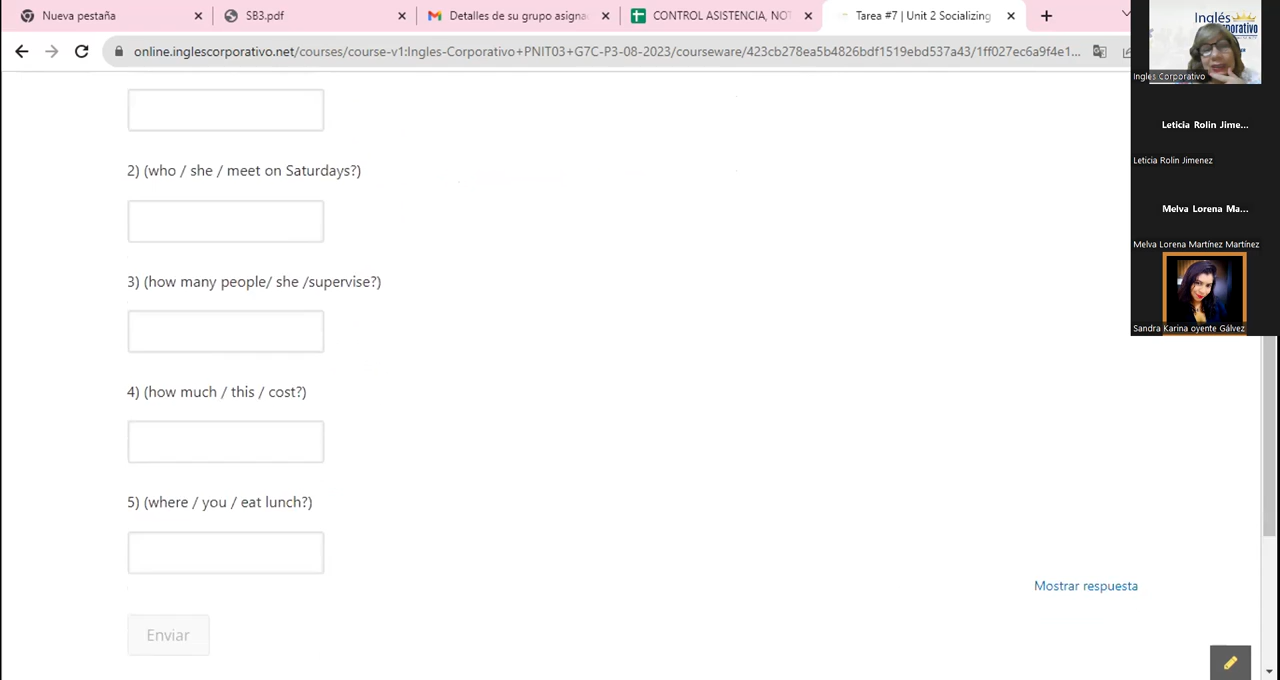 Nueva pestaña
SB3.pdf
Detalles de su grupo asigna
CONTROL ASISTENCIA, NOT
Tarea #7 | Unit 2 Socializing
online.inglescorporativo.net/courses/course-v1:Ingles-Corporativo+PNIT03+G7C-P3-08-2023/courseware/423cb278ea5b4826bdf1519ebd537a43/1ff027ec6a9f4e1...
Inglés
Ingles Corporativo
Leticia Rolin Jime...
Leticia Rolin Jimenez
Melva Lorena Ma...
Melva Lorena Martínez Martínez
Sandra Karina oyente Gálvez
2) (who / she / meet on Saturdays?)
3) (how many people/ she /supervise?)
4) (how much / this / cost?)
5) (where / you / eat lunch?)
Mostrar respuesta
Enviar